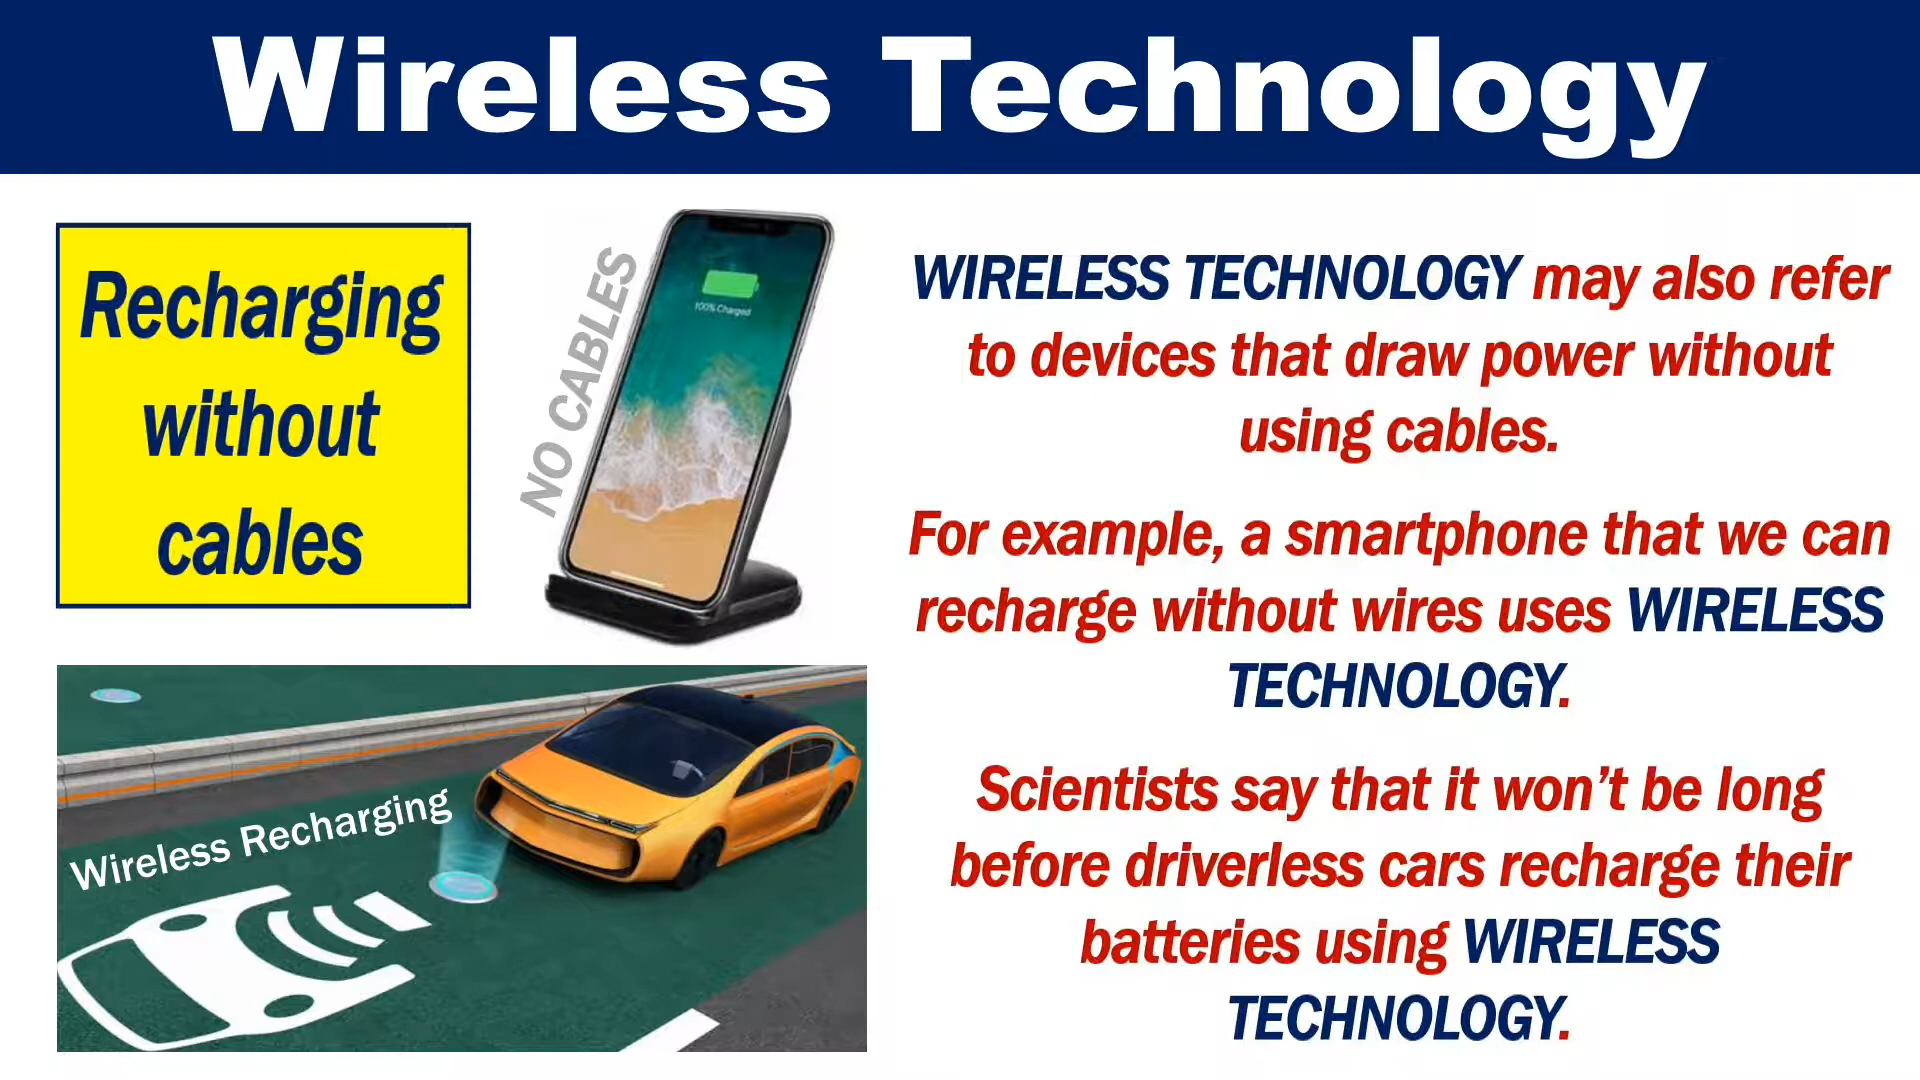 Wireless Technology
Recharging
without
cables
NO CABLES
100% Charged
WIRELESS TECHNOLOGY may also refer
to devices that draw power without
using cables.
For example, a smartphone that we can
recharge without wires uses WIRELESS
TECHNOLOGY.
Scientists say that it won’t be long
before driverless cars recharge their
batteries using WIRELESS
TECHNOLOGY.
Wireless Recharging